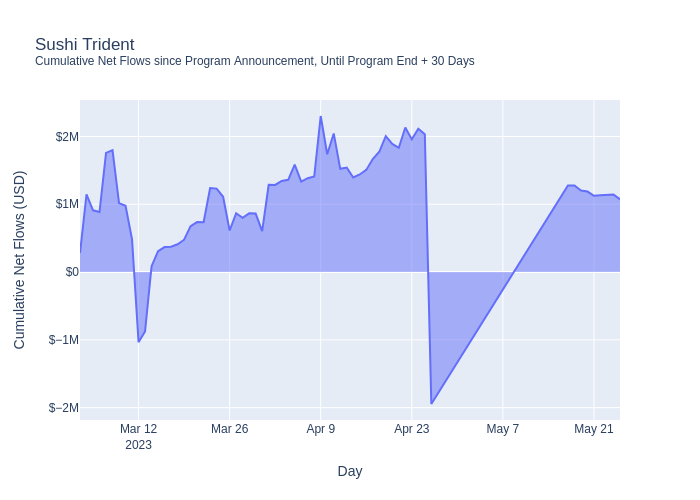 Sushi Trident
Cumulative Net Flows since Program Announcement, Until Program End + 30 Days
Cumulative Net Flows (USD)
$2M
$1M
$0
$−1M
$−2M
Mar 12
2023
Mar 26
Apr 9
Apr 23
May 7
May 21
Day